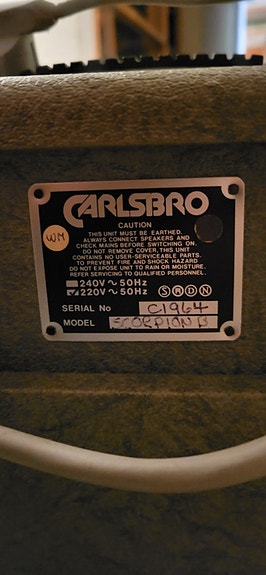 CARLSBRO
WM
CAUTION
THIS UNIT MUST BE EARTHED.
ALWAYS CONNECT SPEAKERS AND
CHECK MAINS BEFORE SWITCHING ON.
DO NOT REMOVE COVER, THIS UNIT
CONTAINS NO USER-SERVICEABLE PARTS.
TO PREVENT FIRE AND SHOCK HAZARD
DO NOT EXPOSE UNIT TO RAIN OR MOISTURE.
REFER SERVICING TO QUALIFIED PERSONNEL.
240V ~ 50Hz
220V ~ 50Hz S D N
SERIAL No C1964
MODEL SCORPION B